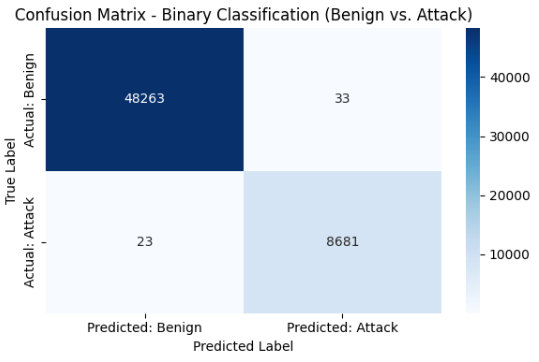 Confusion Matrix - Binary Classification (Benign vs. Attack)
True Label
Actual: Benign
48263
33
Actual: Attack
23
8681
Predicted: Benign
Predicted: Attack
Predicted Label
40000
30000
20000
10000